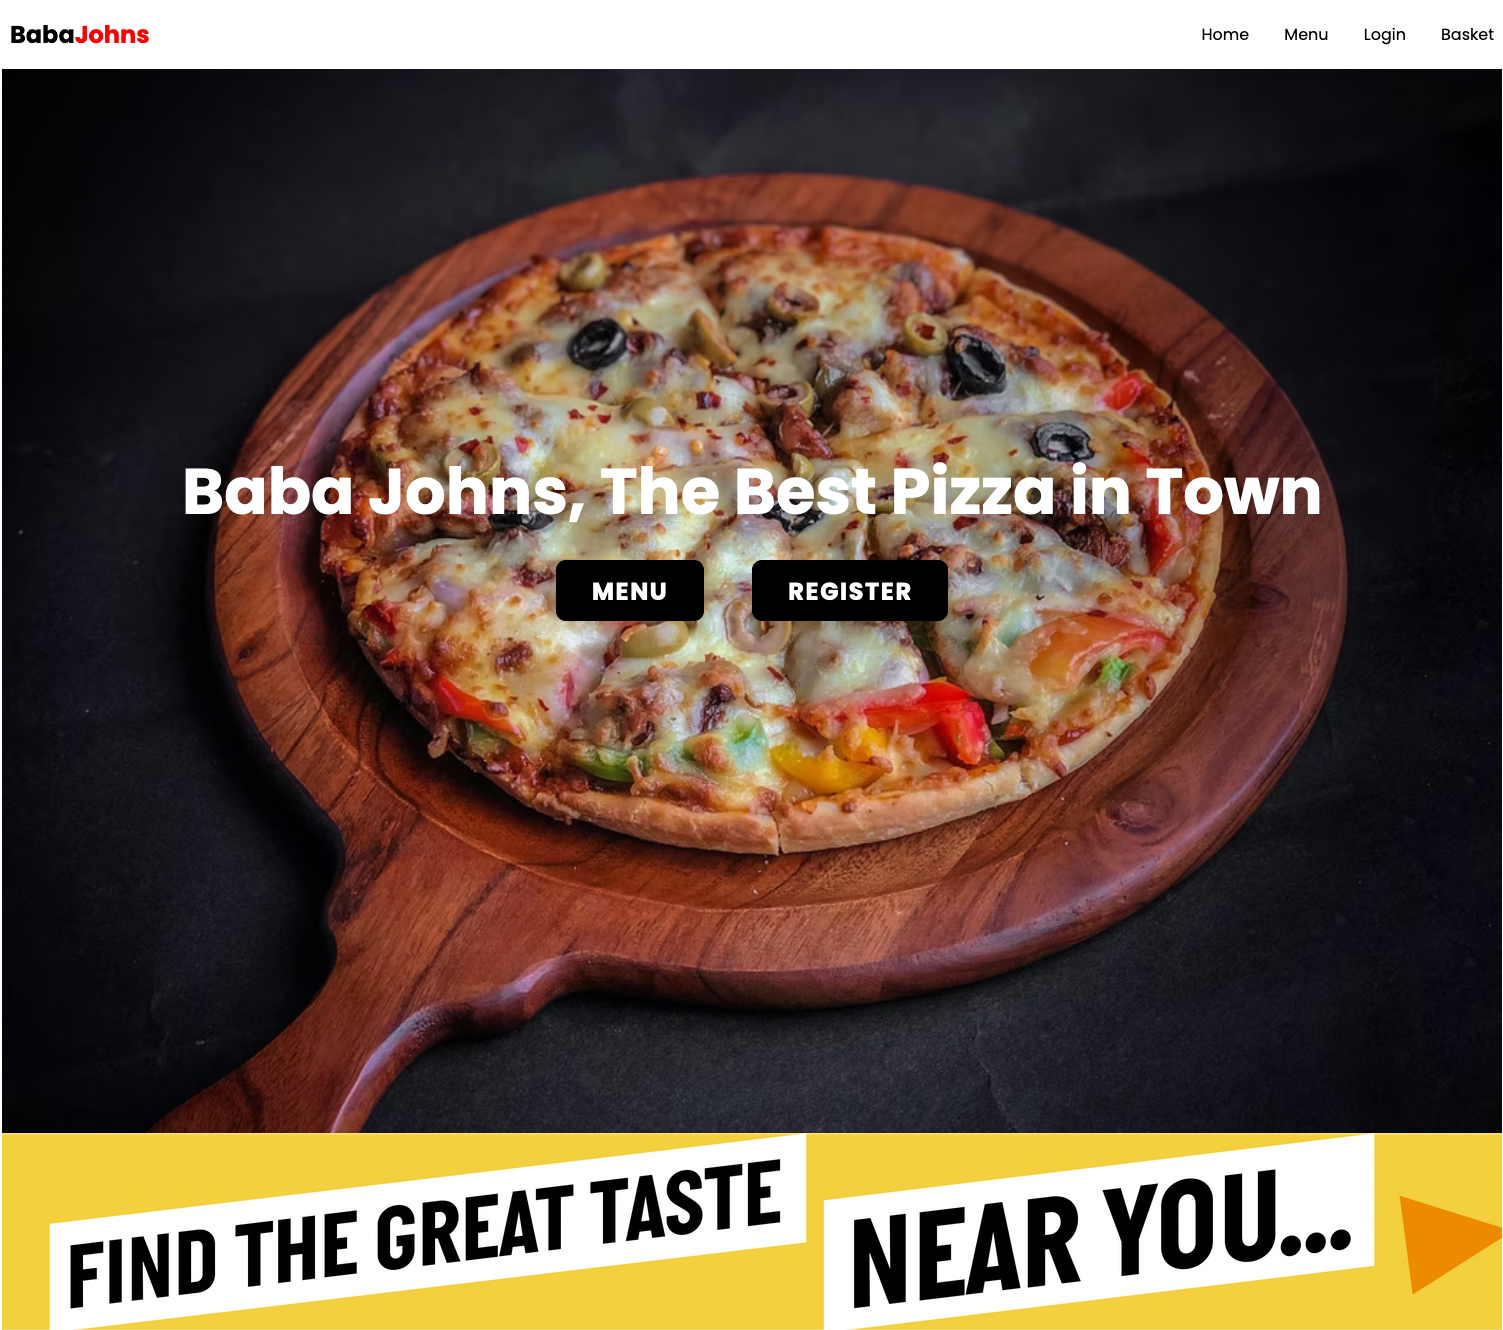 BabaJohns
Home Menu Login Basket
Baba Johns, The Best Pizza in Town
MENU REGISTER
FIND THE GREAT TASTE
NEAR YOU...